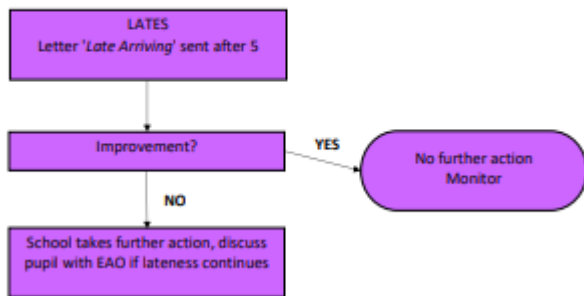 LATES
Letter 'Late Arriving' sent after 5
Improvement?
YES
No further action
Monitor
NO
School takes further action, discuss
pupil with EAO if lateness continues